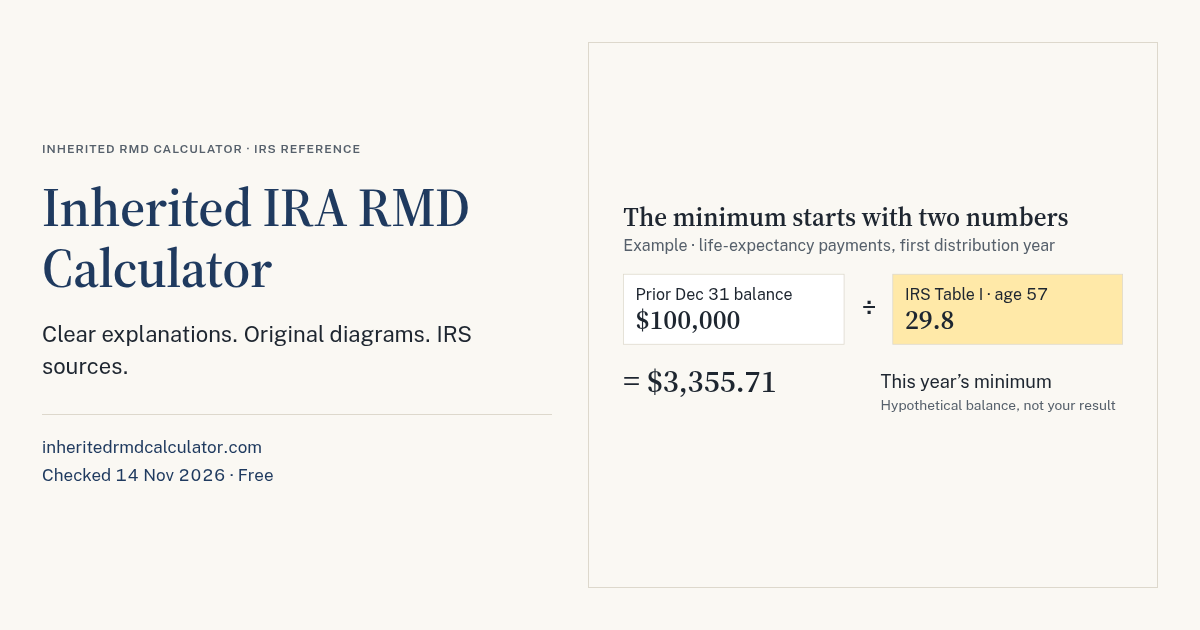 INHERITED RMD CALCULATOR · IRS REFERENCE
Inherited IRA RMD
Calculator
Clear explanations. Original diagrams. IRS
sources.
inheritedrmdcalculator.com
Checked 14 Nov 2026 · Free
The minimum starts with two numbers
Example · life-expectancy payments, first distribution year
Prior Dec 31 balance
$100,000
÷
IRS Table I · age 57
29.8
= $3,355.71
This year’s minimum
Hypothetical balance, not your result